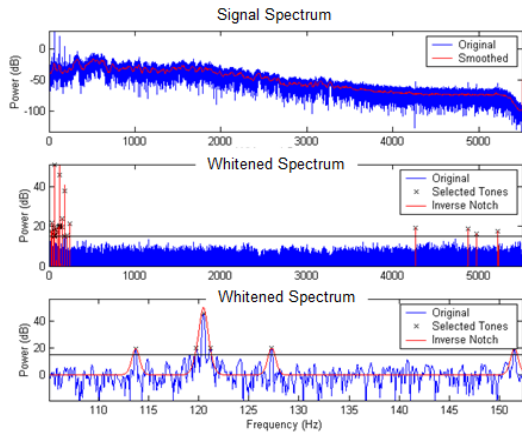 Signal Spectrum
Power (dB)
0
-50
-100
Original
Smoothed
0 1000 2000 3000 4000 5000
Whitened Spectrum
Power (dB)
40
20
0
Original
Selected Tones
Inverse Notch
0 1000 2000 3000 4000 5000
Whitened Spectrum
Power (dB)
60
40
20
0
Original
Selected Tones
Inverse Notch
110 115 120 125 130 135 140 145 150
Frequency (Hz)